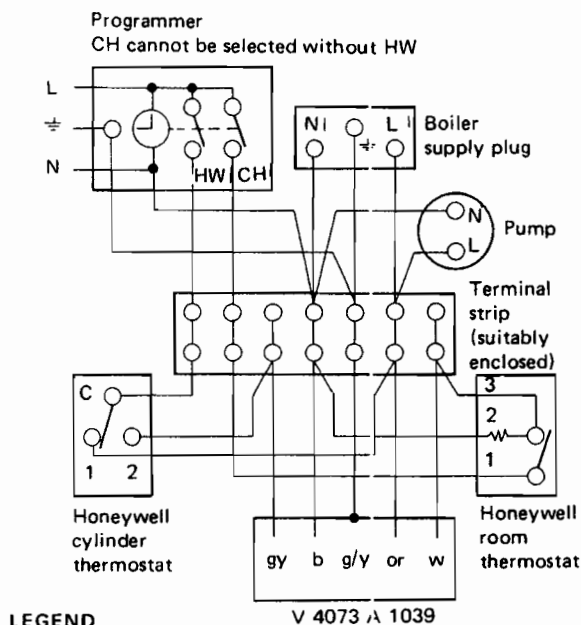 Programmer
CH cannot be selected without HW
L
N
HW CH
N L
Boiler
supply plug
N
L
Pump
Terminal
strip
(suitably
enclosed)
C
1 2
3
2
1
Honeywell
cylinder
thermostat
gy b g/y or w
Honeywell
room
thermostat
LEGEND
V 4073 A 1039